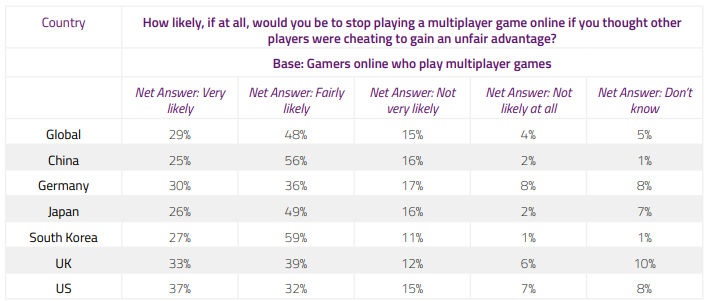 Country
How likely, if at all, would you be to stop playing a multiplayer game online if you thought other
players were cheating to gain an unfair advantage?
Base: Gamers online who play multiplayer games
Net Answer: Very likely
Net Answer: Fairly likely
Net Answer: Not very likely
Net Answer: Not likely at all
Net Answer: Don't know
Global 29% 48% 15% 4% 5%
China 25% 56% 16% 2% 1%
Germany 30% 36% 17% 8% 8%
Japan 26% 49% 16% 2% 7%
South Korea 27% 59% 11% 1% 1%
UK 33% 39% 12% 6% 10%
US 37% 32% 15% 7% 8%